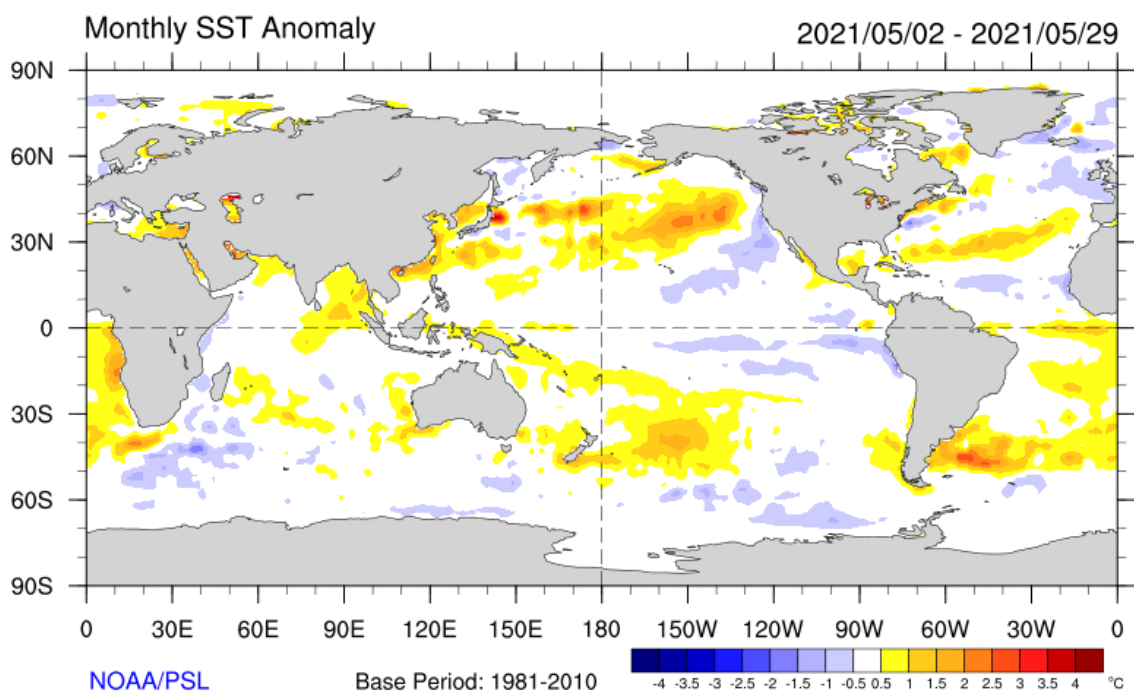 Monthly SST Anomaly 2021/05/02 - 2021/05/29
90N
60N
30N
0
30S
60S
90S
0 30E 60E 90E 120E 150E 180 150W 120W 90W 60W 30W 0
NOAA/PSL Base Period: 1981-2010
-4 -3.5 -3 -2.5 -2 -1.5 -1 -0.5 0.5 1 1.5 2 2.5 3 3.5 4 °C